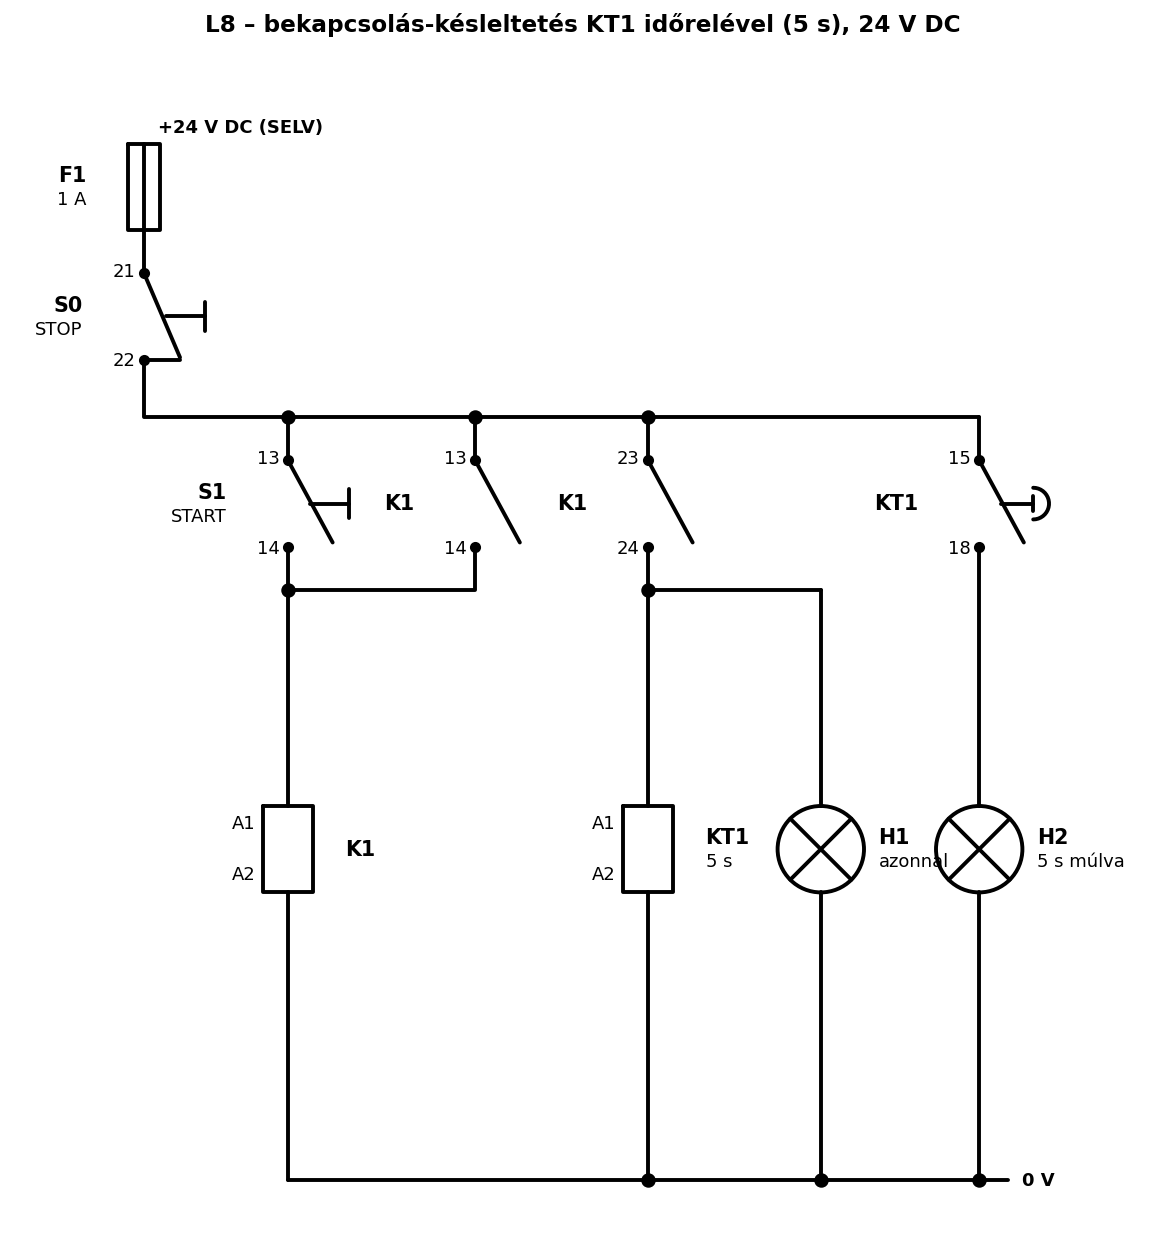 L8 – bekapcsolás-késleltetés KT1 időrelével (5 s), 24 V DC
+24 V DC (SELV)
F1
1 A
21
S0
STOP
22
13
13
23
15
S1
START
K1
K1
KT1
14
14
24
18
A1
A1
K1
KT1
5 s
H1
azonnal
H2
5 s múlva
A2
A2
0 V